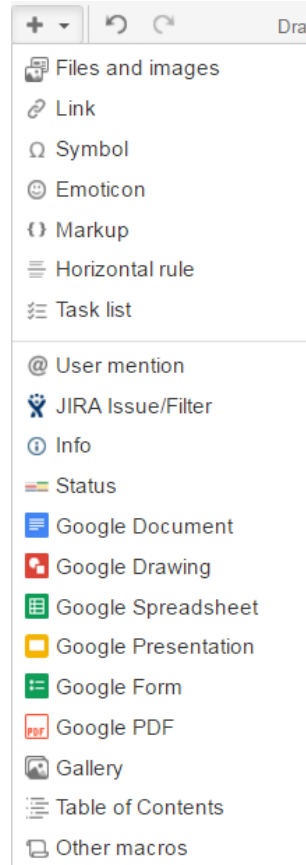 Dra
Files and images
Link
Symbol
Emoticon
Markup
Horizontal rule
Task list
User mention
JIRA Issue/Filter
Info
Status
Google Document
Google Drawing
Google Spreadsheet
Google Presentation
Google Form
PDF Google PDF
Gallery
Table of Contents
Other macros